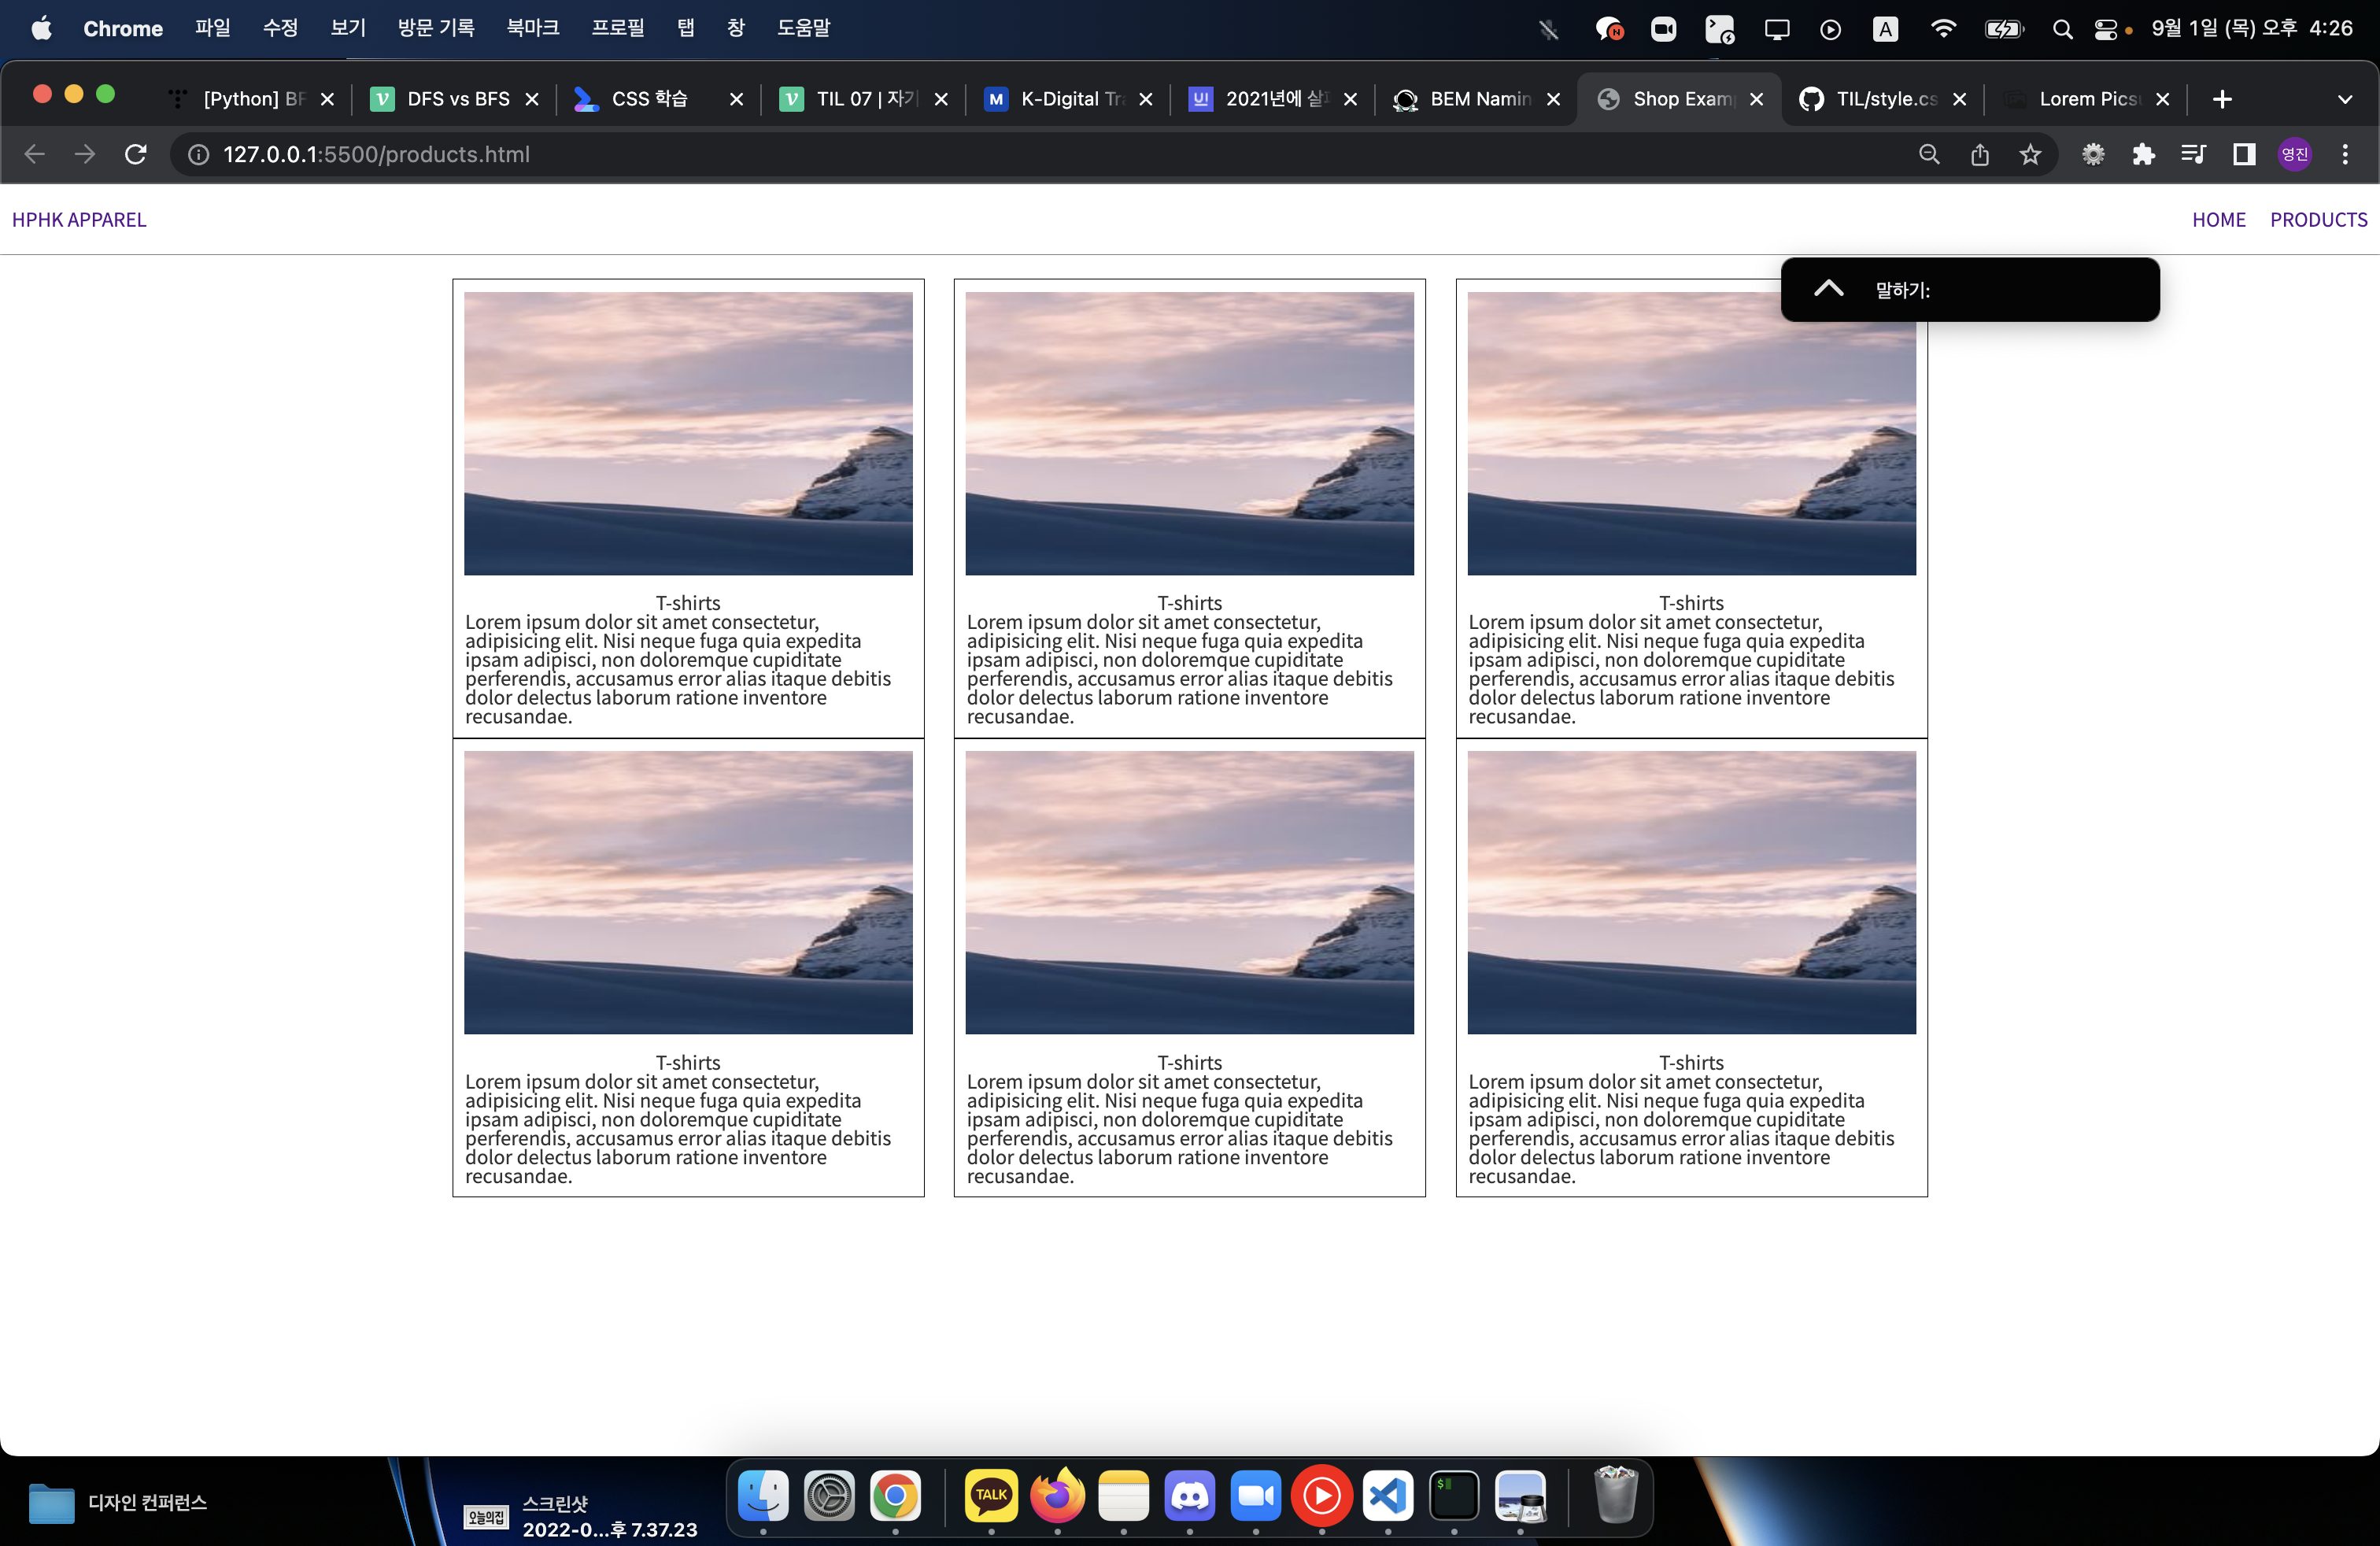 Chrome 파일 수정 보기 방문 기록 북마크 프로필 탭 창 도움말 N A 9월 1일 (목) 오후 4:26
[Python] BF DFS vs BFS CSS 학습 TIL 07 | 자기 K-Digital Tra 2021년에 살 BEM Namin Shop Exam TIL/style.cs Lorem Pics
127.0.0.1:5500/products.html 영진
HPHK APPAREL HOME PRODUCTS
말하기:
T-shirts
Lorem ipsum dolor sit amet consectetur,
adipisicing elit. Nisi neque fuga quia expedita
ipsam adipisci, non doloremque cupiditate
perferendis, accusamus error alias itaque debitis
dolor delectus laborum ratione inventore
recusandae.
T-shirts
Lorem ipsum dolor sit amet consectetur,
adipisicing elit. Nisi neque fuga quia expedita
ipsam adipisci, non doloremque cupiditate
perferendis, accusamus error alias itaque debitis
dolor delectus laborum ratione inventore
recusandae.
T-shirts
Lorem ipsum dolor sit amet consectetur,
adipisicing elit. Nisi neque fuga quia expedita
ipsam adipisci, non doloremque cupiditate
perferendis, accusamus error alias itaque debitis
dolor delectus laborum ratione inventore
recusandae.
T-shirts
Lorem ipsum dolor sit amet consectetur,
adipisicing elit. Nisi neque fuga quia expedita
ipsam adipisci, non doloremque cupiditate
perferendis, accusamus error alias itaque debitis
dolor delectus laborum ratione inventore
recusandae.
T-shirts
Lorem ipsum dolor sit amet consectetur,
adipisicing elit. Nisi neque fuga quia expedita
ipsam adipisci, non doloremque cupiditate
perferendis, accusamus error alias itaque debitis
dolor delectus laborum ratione inventore
recusandae.
T-shirts
Lorem ipsum dolor sit amet consectetur,
adipisicing elit. Nisi neque fuga quia expedita
ipsam adipisci, non doloremque cupiditate
perferendis, accusamus error alias itaque debitis
dolor delectus laborum ratione inventore
recusandae.
디자인 컨퍼런스
오늘의집
스크린샷
2022-0...후 7.37.23
TALK